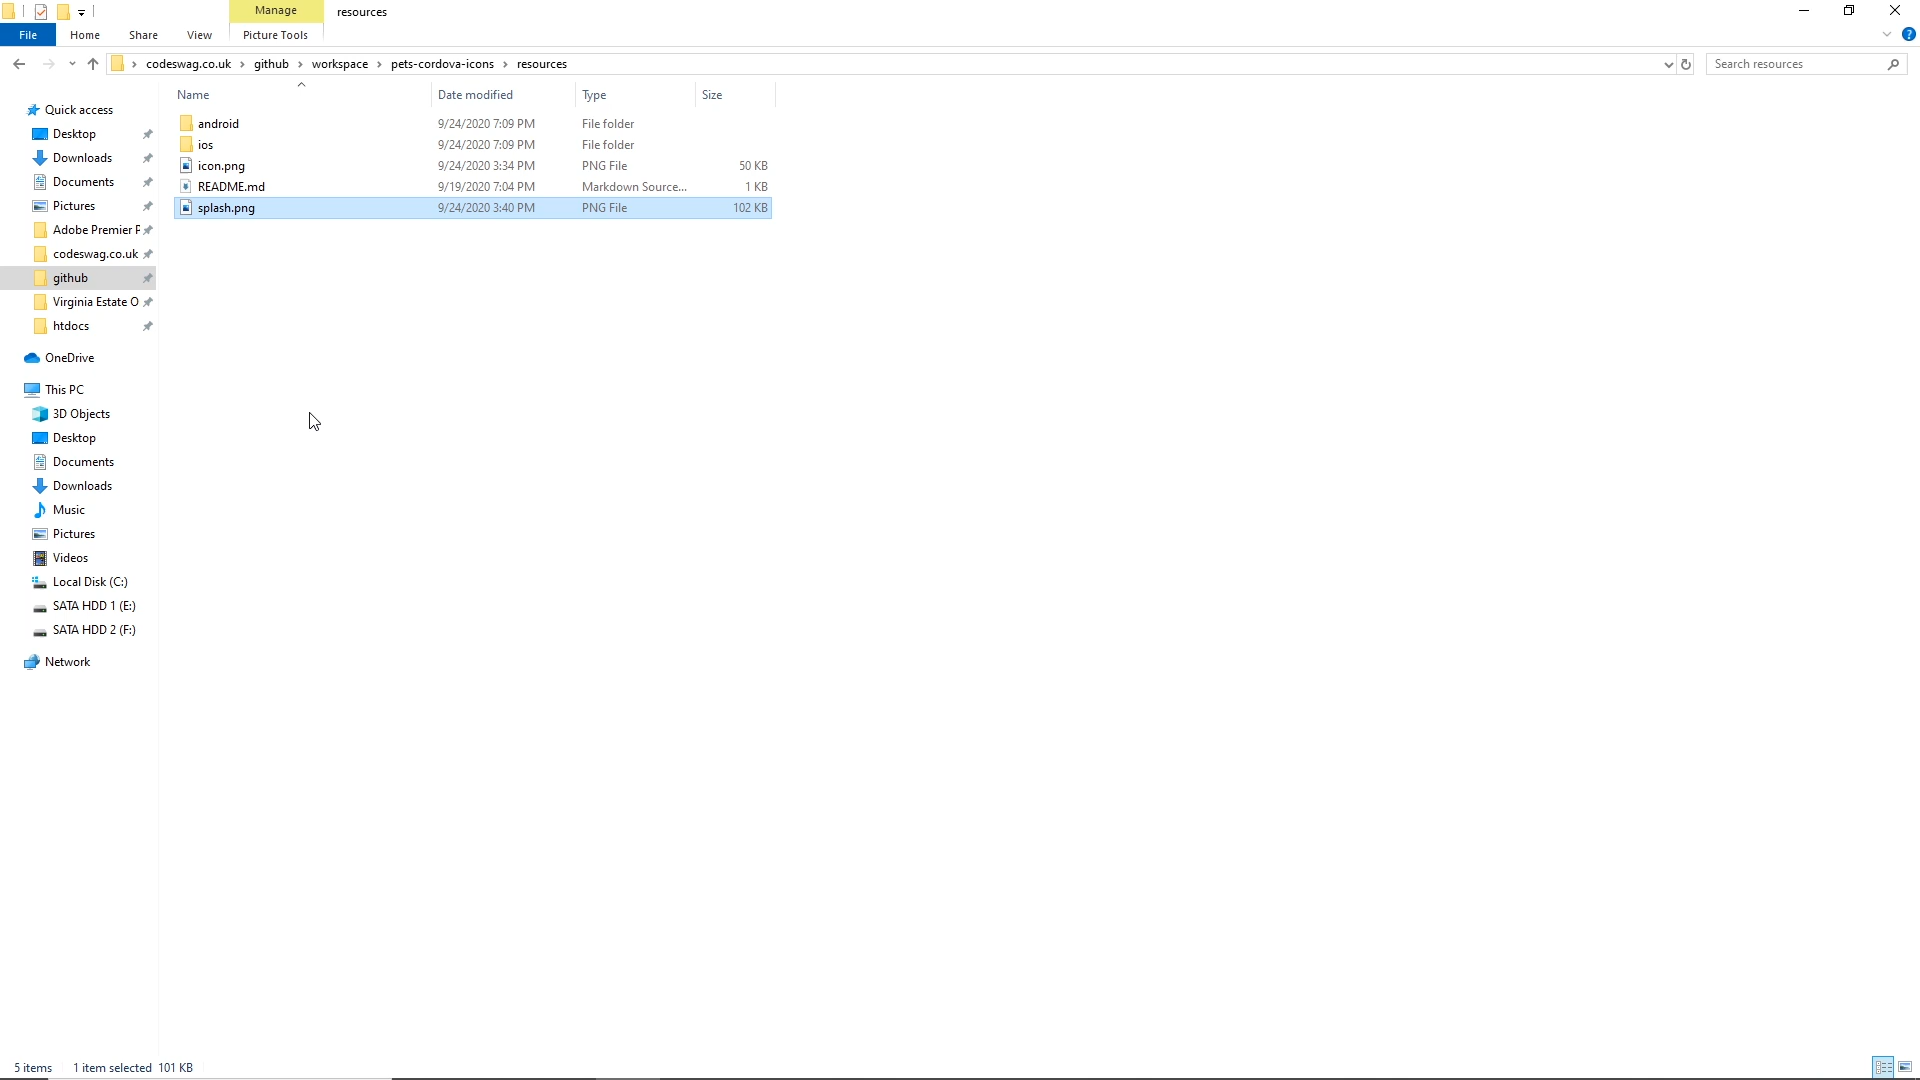 Manage
resources
File
Home
Share
View
Picture Tools
codeswag.co.uk
github
workspace
pets-cordova-icons
resources
Search resources
Name
Date modified
Type
Size
android 9/24/2020 7:09 PM File folder
ios 9/24/2020 7:09 PM File folder
icon.png 9/24/2020 3:34 PM PNG File 50 KB
README.md 9/19/2020 7:04 PM Markdown Source... 1 KB
splash.png 9/24/2020 3:40 PM PNG File 102 KB
Quick access
Desktop
Downloads
Documents
Pictures
Adobe Premier P
codeswag.co.uk
github
Virginia Estate O
htdocs
OneDrive
This PC
3D Objects
Desktop
Documents
Downloads
Music
Pictures
Videos
Local Disk (C:)
SATA HDD 1 (E:)
SATA HDD 2 (F:)
Network
5 items
1 item selected 101 KB